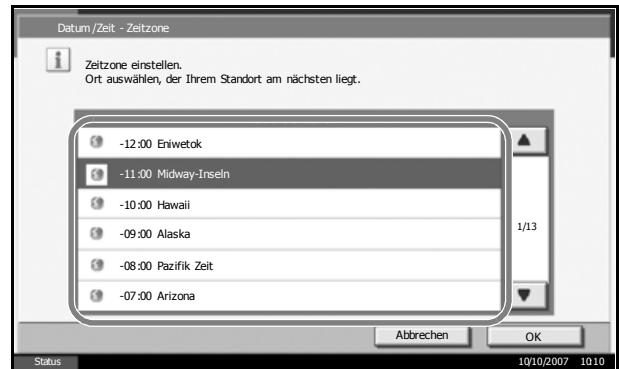 Datum/Zeit - Zeitzone
Zeitzone einstellen.
Ort auswählen, der Ihrem Standort am nächsten liegt.
-12:00 Eniwetok
-11:00 Midway-Inseln
-10:00 Hawaii
-09:00 Alaska
1/13
-08:00 Pazifik Zeit
-07:00 Arizona
Abbrechen
OK
Status
10/10/2007 10:10